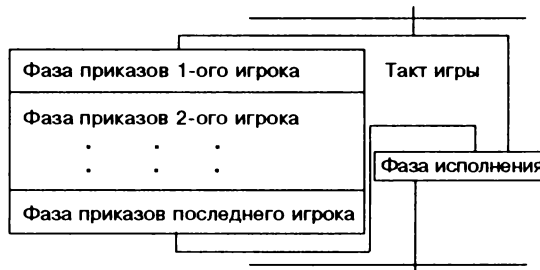 Фаза приказов 1-ого игрока
Такт игры
Фаза приказов 2-ого игрока
. . .
. . .
Фаза исполнения
Фаза приказов последнего игрока